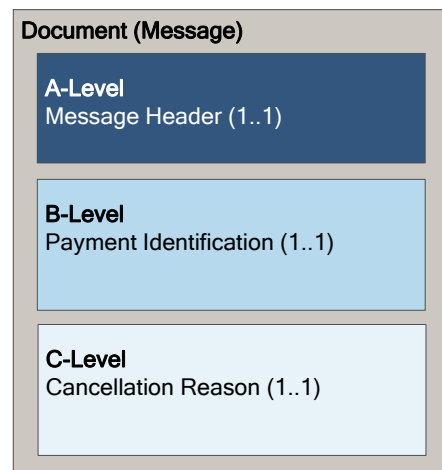 Document (Message)
A-Level
Message Header (1..1)
B-Level
Payment Identification (1..1)
C-Level
Cancellation Reason (1..1)